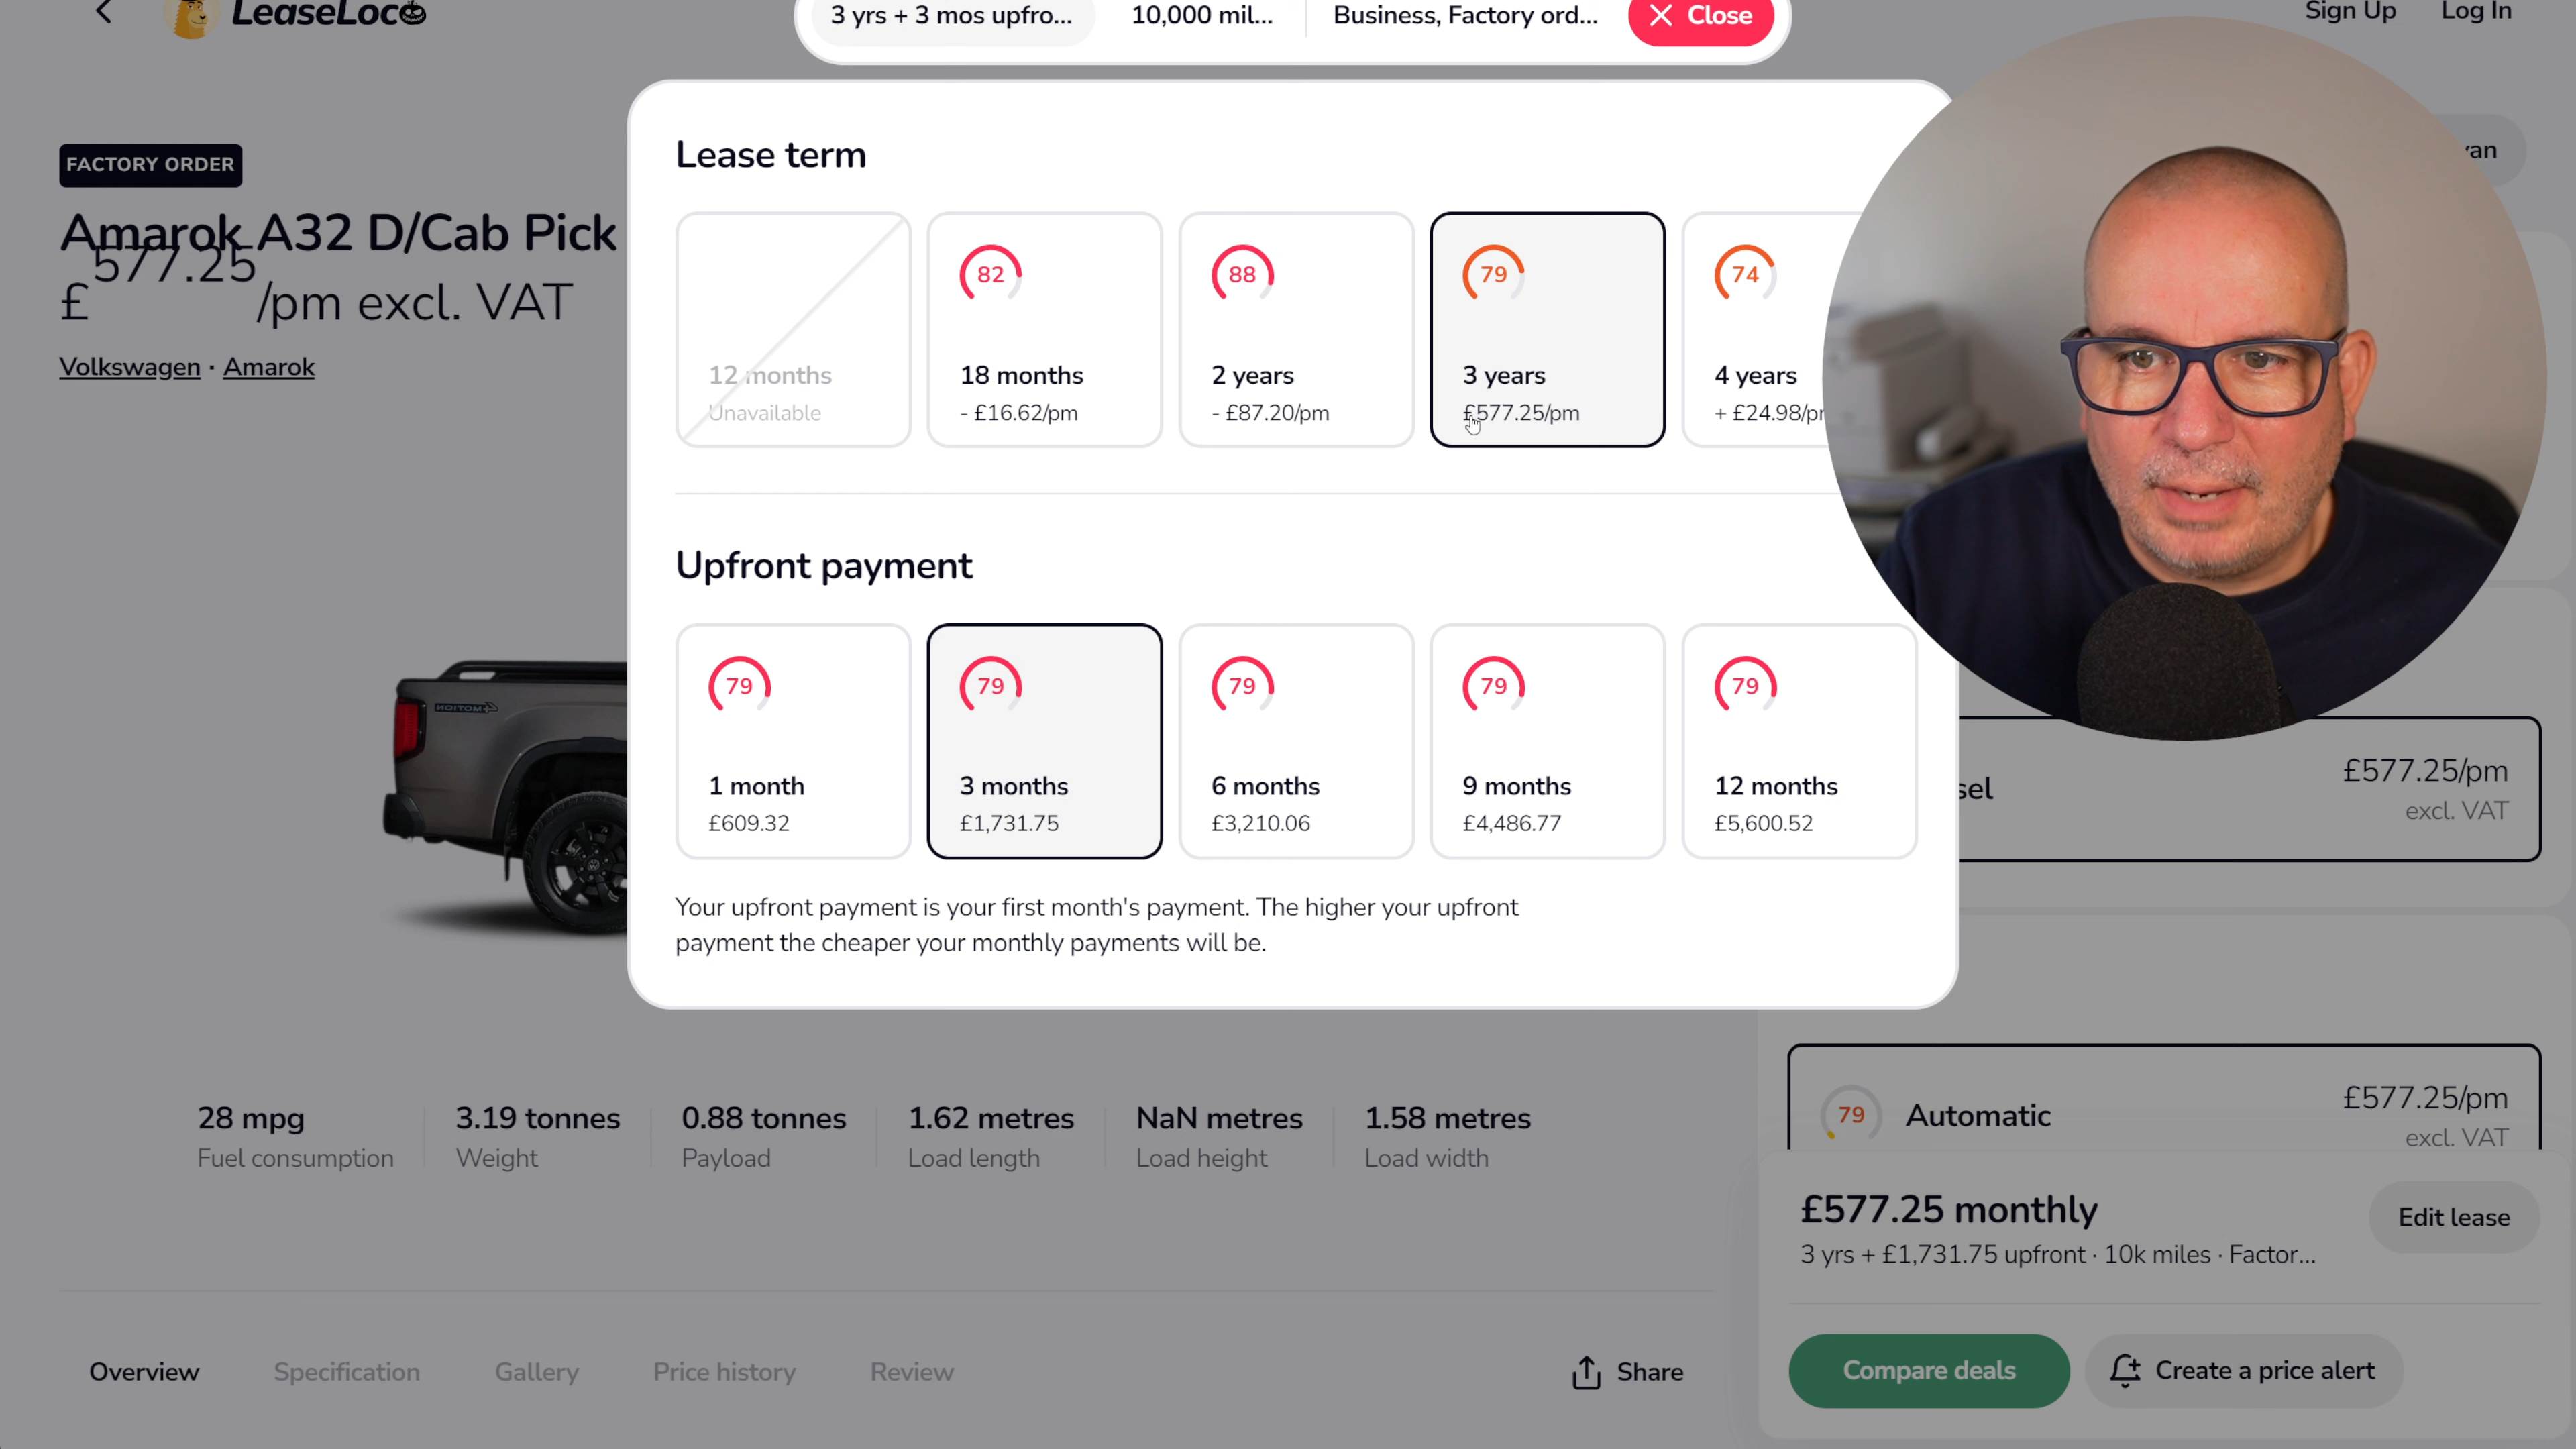 LeaseLoco
3 yrs + 3 mos upfro...
10,000 mil...
Business, Factory ord...
Close
Sign Up
Log In
FACTORY ORDER
Amarok A32 D/Cab Pick
£577.25/pm excl. VAT
Volkswagen · Amarok
Lease term
82
88
79
74
12 months
18 months
2 years
3 years
4 years
Unavailable
- £16.62/pm
- £87.20/pm
£577.25/pm
+ £24.98/pm
Upfront payment
79
79
79
79
79
1 month
3 months
6 months
9 months
12 months
£609.32
£1,731.75
£3,210.06
£4,486.77
£5,600.52
Your upfront payment is your first month's payment. The higher your upfront
payment the cheaper your monthly payments will be.
£577.25/pm
excl. VAT
28 mpg
3.19 tonnes
0.88 tonnes
1.62 metres
NaN metres
1.58 metres
Fuel consumption
Weight
Payload
Load length
Load height
Load width
79
Automatic
£577.25/pm
excl. VAT
£577.25 monthly
3 yrs + £1,731.75 upfront · 10k miles · Factor...
Edit lease
Overview
Specification
Gallery
Price history
Review
Share
Compare deals
Create a price alert